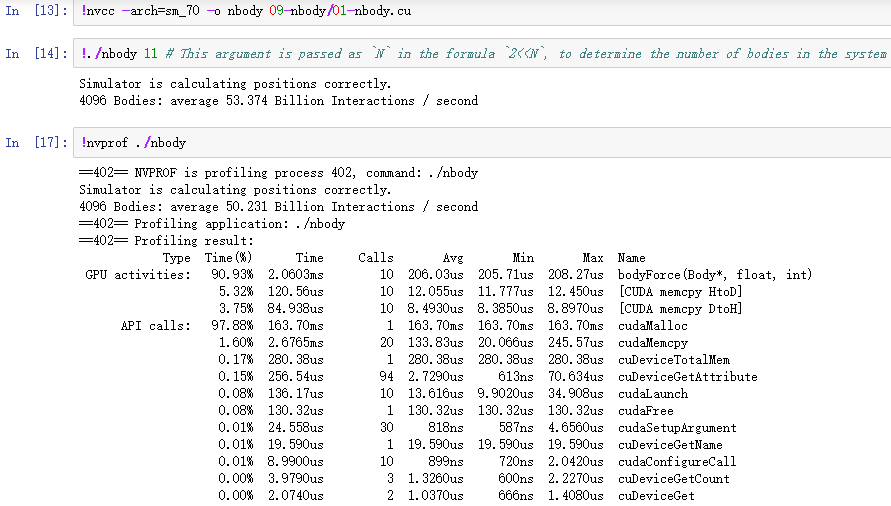 In [13]: !nvcc -arch=sm_70 -o nbody 09-nbody/01-nbody.cu
In [14]: !./nbody 11 # This argument is passed as `N` in the formula `2<<N`, to determine the number of bodies in the system
Simulator is calculating positions correctly.
4096 Bodies: average 53.374 Billion Interactions / second
In [17]: !nvprof ./nbody
==402== NVPROF is profiling process 402, command: ./nbody
Simulator is calculating positions correctly.
4096 Bodies: average 50.231 Billion Interactions / second
==402== Profiling application: ./nbody
==402== Profiling result:
Type Time(%) Time Calls Avg Min Max Name
GPU activities: 90.93% 2.0603ms 10 206.03us 205.71us 208.27us bodyForce(Body*, float, int)
5.32% 120.56us 10 12.055us 11.777us 12.450us [CUDA memcpy HtoD]
3.75% 84.938us 10 8.4930us 8.3850us 8.8970us [CUDA memcpy DtoH]
API calls: 97.88% 163.70ms 1 163.70ms 163.70ms 163.70ms cudaMalloc
1.60% 2.6765ms 20 133.83us 20.066us 245.57us cudaMemcpy
0.17% 280.38us 1 280.38us 280.38us 280.38us cuDeviceTotalMem
0.15% 256.54us 94 2.7290us 613ns 70.634us cuDeviceGetAttribute
0.08% 136.17us 10 13.616us 9.9020us 34.908us cudaLaunch
0.08% 130.32us 1 130.32us 130.32us 130.32us cudaFree
0.01% 24.558us 30 818ns 587ns 4.6560us cudaSetupArgument
0.01% 19.590us 1 19.590us 19.590us 19.590us cuDeviceGetName
0.01% 8.9900us 10 899ns 720ns 2.0420us cudaConfigureCall
0.00% 3.9790us 3 1.3260us 600ns 2.2270us cuDeviceGetCount
0.00% 2.0740us 2 1.0370us 666ns 1.4080us cuDeviceGet